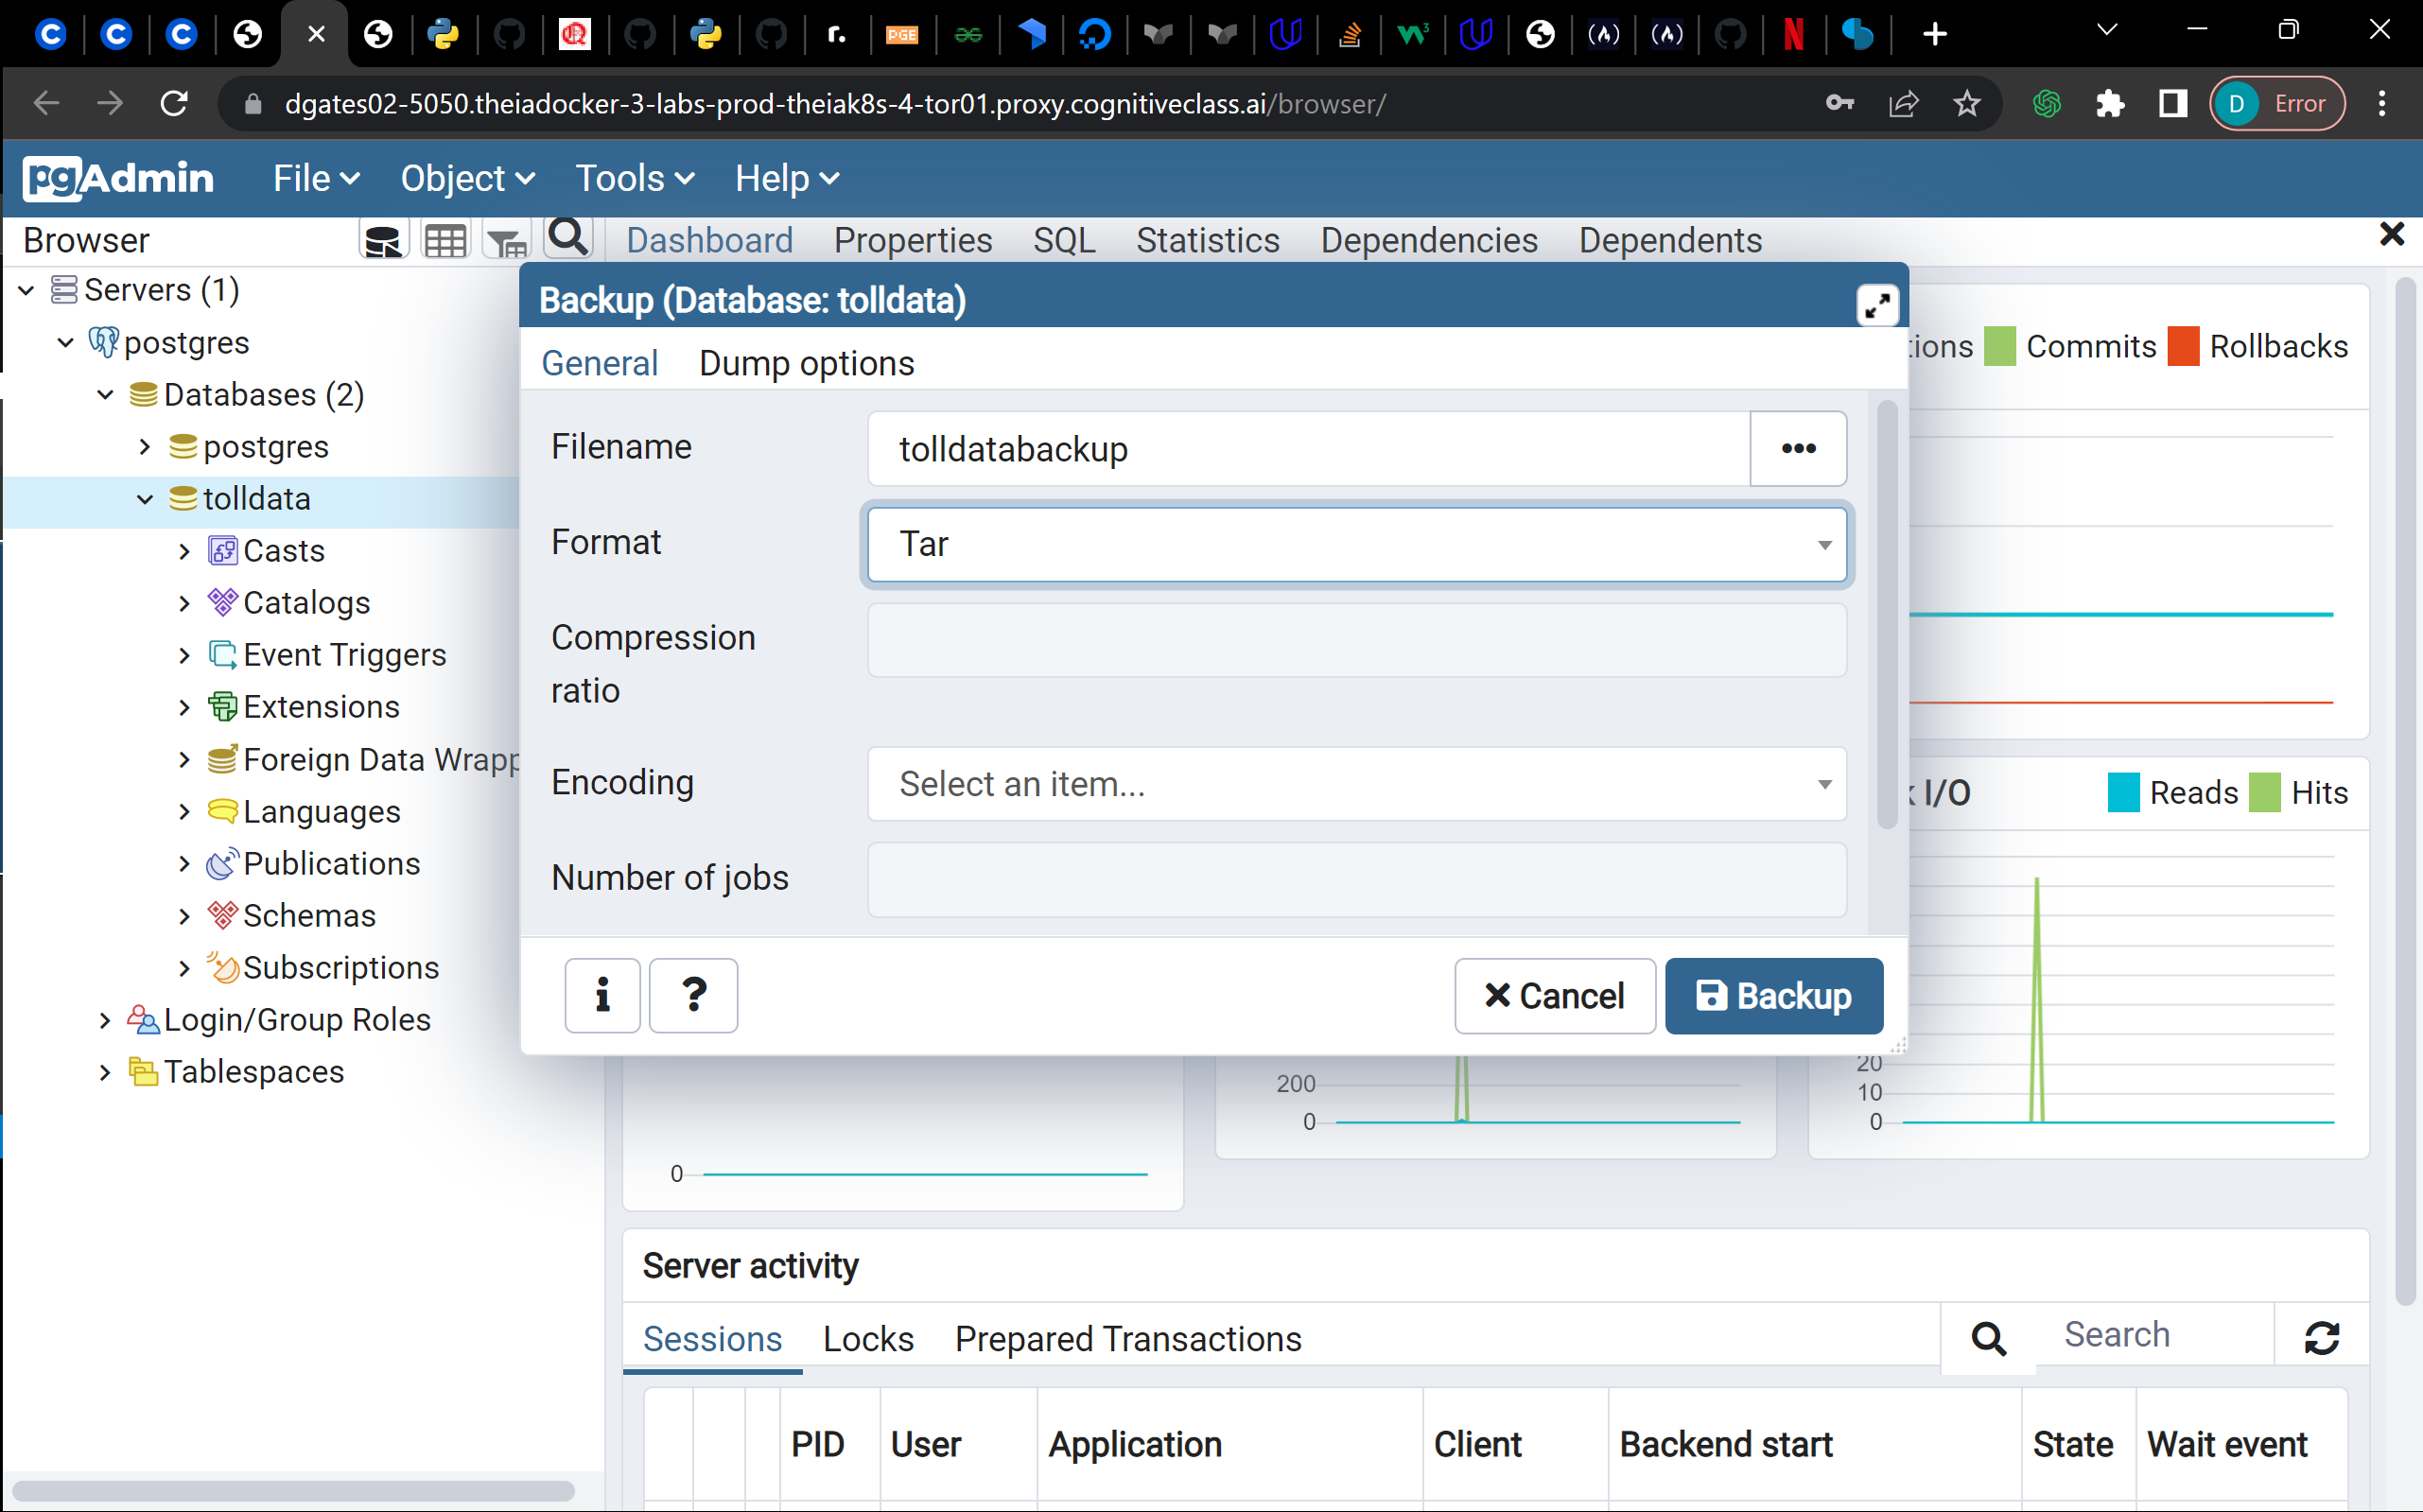 dgates02-5050.theiadocker-3-labs-prod-theiak8s-4-tor01.proxy.cognitiveclass.ai/browser/
D Error
pgAdmin File Object Tools Help
Browser
Dashboard Properties SQL Statistics Dependencies Dependents
Servers (1)
postgres
Databases (2)
postgres
tolldata
Casts
Catalogs
Event Triggers
Extensions
Foreign Data Wrapp
Languages
Publications
Schemas
Subscriptions
Login/Group Roles
Tablespaces
Backup (Database: tolldata)
General Dump options
Filename
tolldatabackup
•••
Format
Tar
Compression
ratio
Encoding
Select an item...
Number of jobs
i ?
Cancel Backup
tions Commits Rollbacks
I/O Reads Hits
20
10
0
200
0
0
Server activity
Sessions Locks Prepared Transactions
Search
PID User Application Client Backend start State Wait event